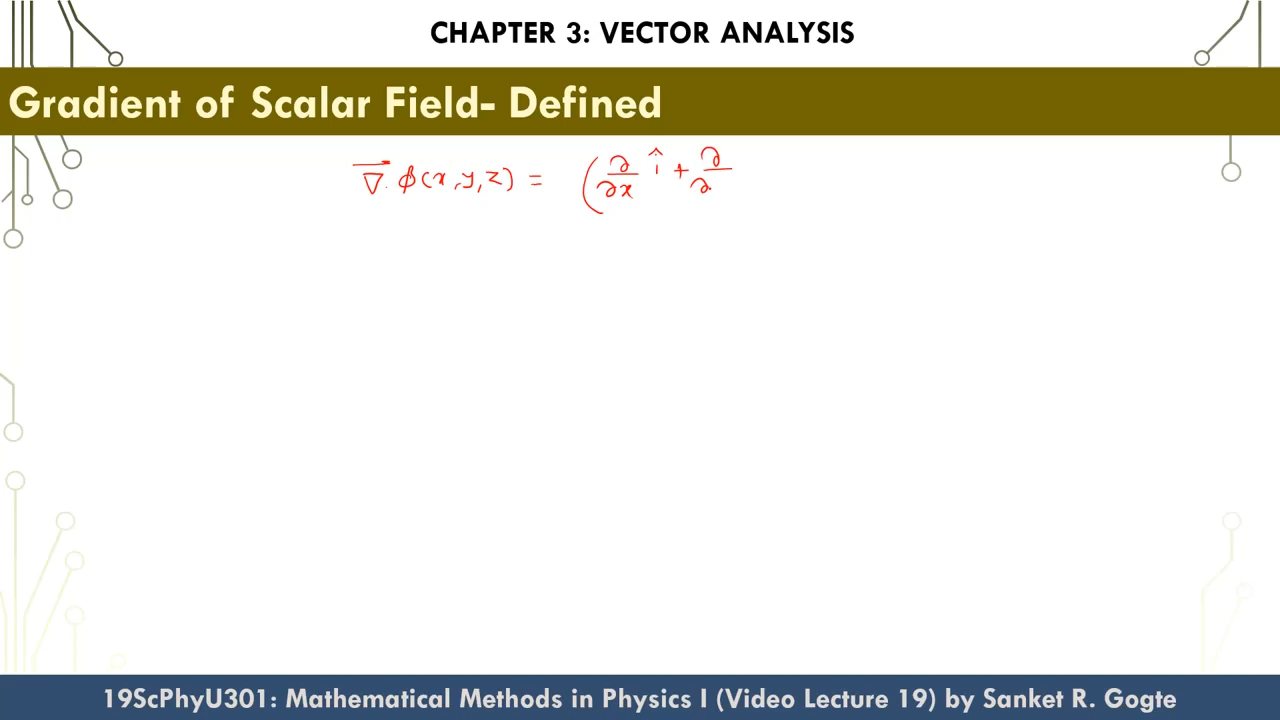 CHAPTER 3: VECTOR ANALYSIS
Gradient of Scalar Field- Defined
∇⃗. ϕ(x,y,z) = (∂/∂x î + ∂/∂
19ScPhyU301: Mathematical Methods in Physics I (Video Lecture 19) by Sanket R. Gogte